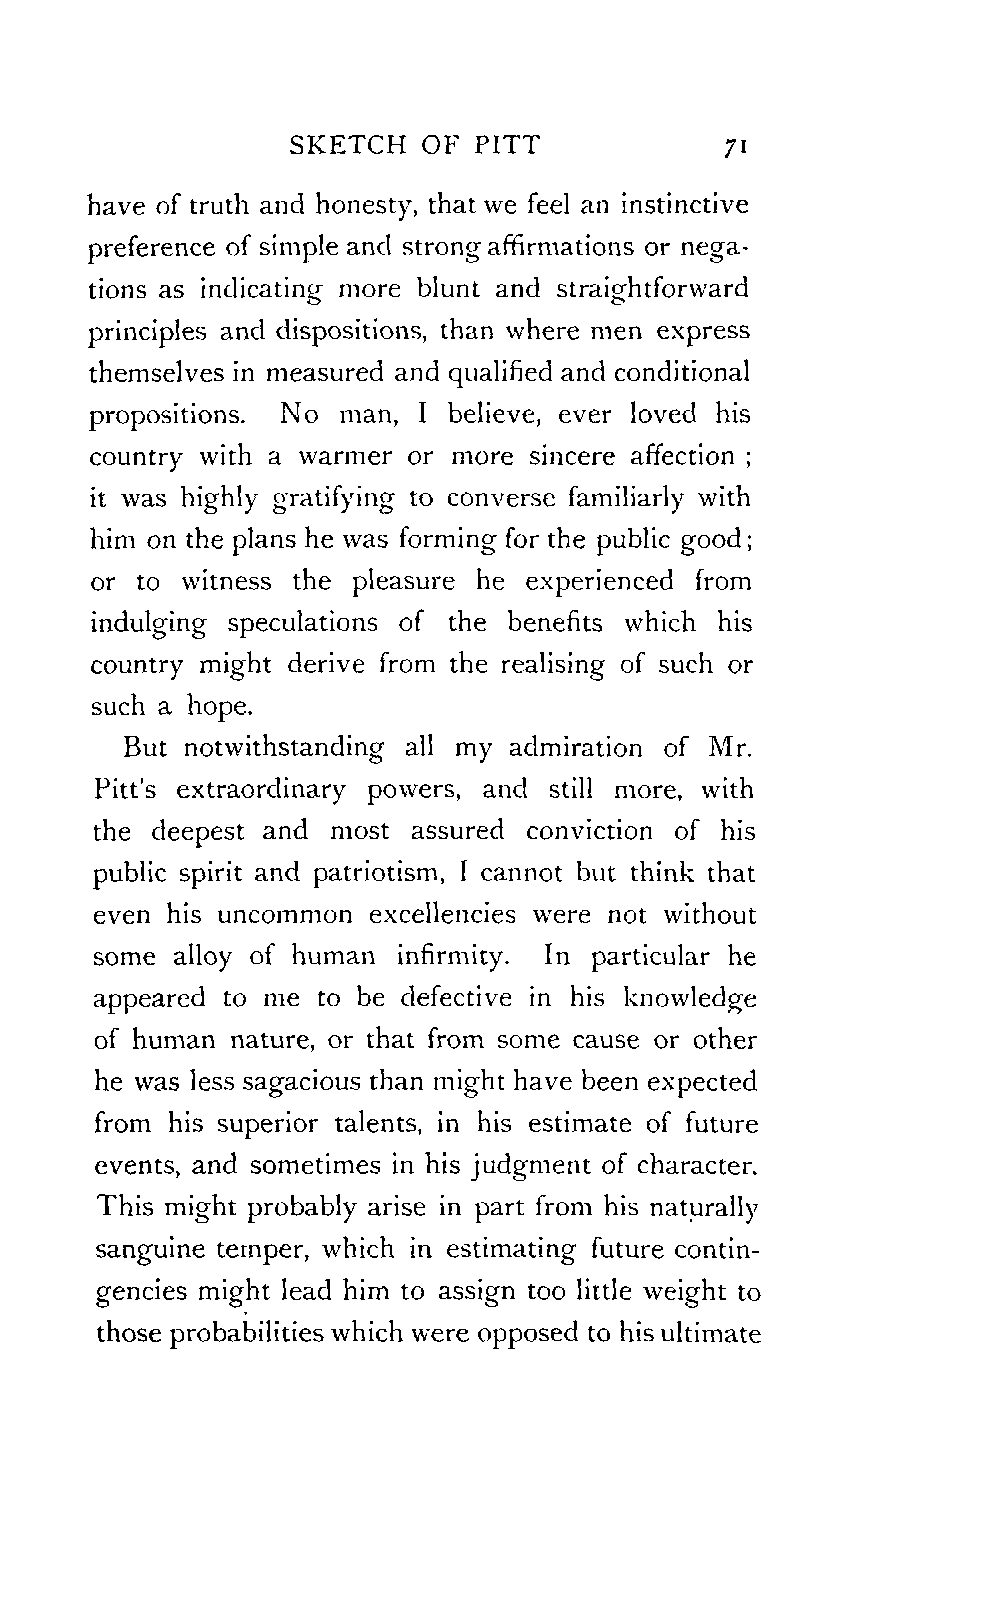 SKETCH OF PITT 71
have of truth and honesty, that we feel an instinctive
preference of simple and strong affirmations or nega-
tions as indicating more blunt and straightforward
principles and dispositions, than where men express
themselves in measured and qualified and conditional
propositions. No man, I believe, ever loved his
country with a warmer or more sincere affection ;
it was highly gratifying to converse familiarly with
him on the plans he was forming for the public good;
or to witness the pleasure he experienced from
indulging speculations of the benefits which his
country might derive from the realising of such or
such a hope.
But notwithstanding all my admiration of Mr.
Pitt's extraordinary powers, and still more, with
the deepest and most assured conviction of his
public spirit and patriotism, I cannot but think that
even his uncommon excellencies were not without
some alloy of human infirmity. In particular he
appeared to me to be defective in his knowledge
of human nature, or that from some cause or other
he was less sagacious than might have been expected
from his superior talents, in his estimate of future
events, and sometimes in his judgment of character.
This might probably arise in part from his naturally
sanguine temper, which in estimating future contin-
gencies might lead him to assign too little weight to
those probabilities which were opposed to his ultimate